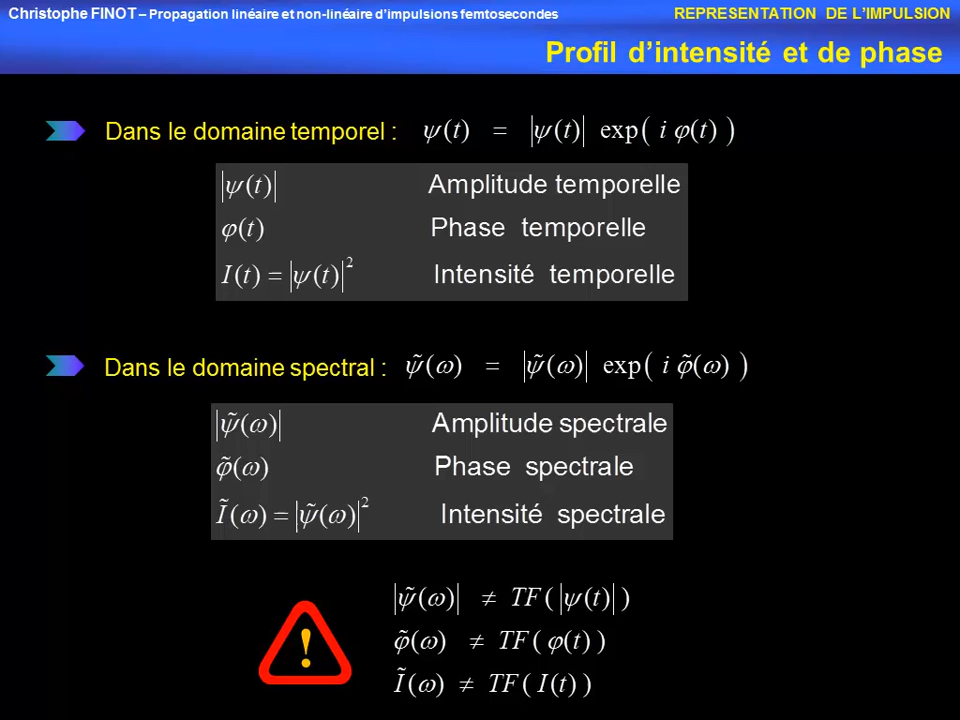 Christophe FINOT – Propagation linéaire et non-linéaire d'impulsions femtosecondes REPRESENTATION DE L'IMPULSION
Profil d'intensité et de phase
Dans le domaine temporel : ψ(t) = |ψ(t)| exp( i φ(t) )
|ψ(t)| Amplitude temporelle
φ(t) Phase temporelle
I(t) = |ψ(t)|² Intensité temporelle
Dans le domaine spectral : ψ̃(ω) = |ψ̃(ω)| exp( i φ̃(ω) )
|ψ̃(ω)| Amplitude spectrale
φ̃(ω) Phase spectrale
Ĩ(ω) = |ψ̃(ω)|² Intensité spectrale
|ψ̃(ω)| ≠ TF( |ψ(t)| )
!
φ̃(ω) ≠ TF( φ(t) )
Ĩ(ω) ≠ TF( I(t) )